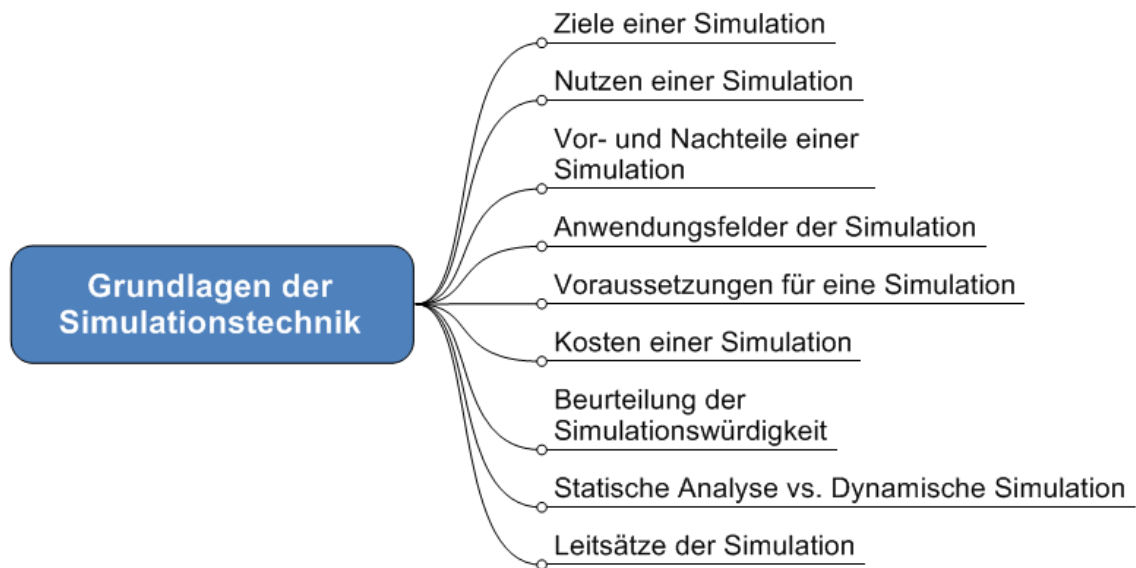 Grundlagen der
Simulationstechnik
Ziele einer Simulation
Nutzen einer Simulation
Vor- und Nachteile einer
Simulation
Anwendungsfelder der Simulation
Voraussetzungen für eine Simulation
Kosten einer Simulation
Beurteilung der
Simulationswürdigkeit
Statische Analyse vs. Dynamische Simulation
Leitsätze der Simulation